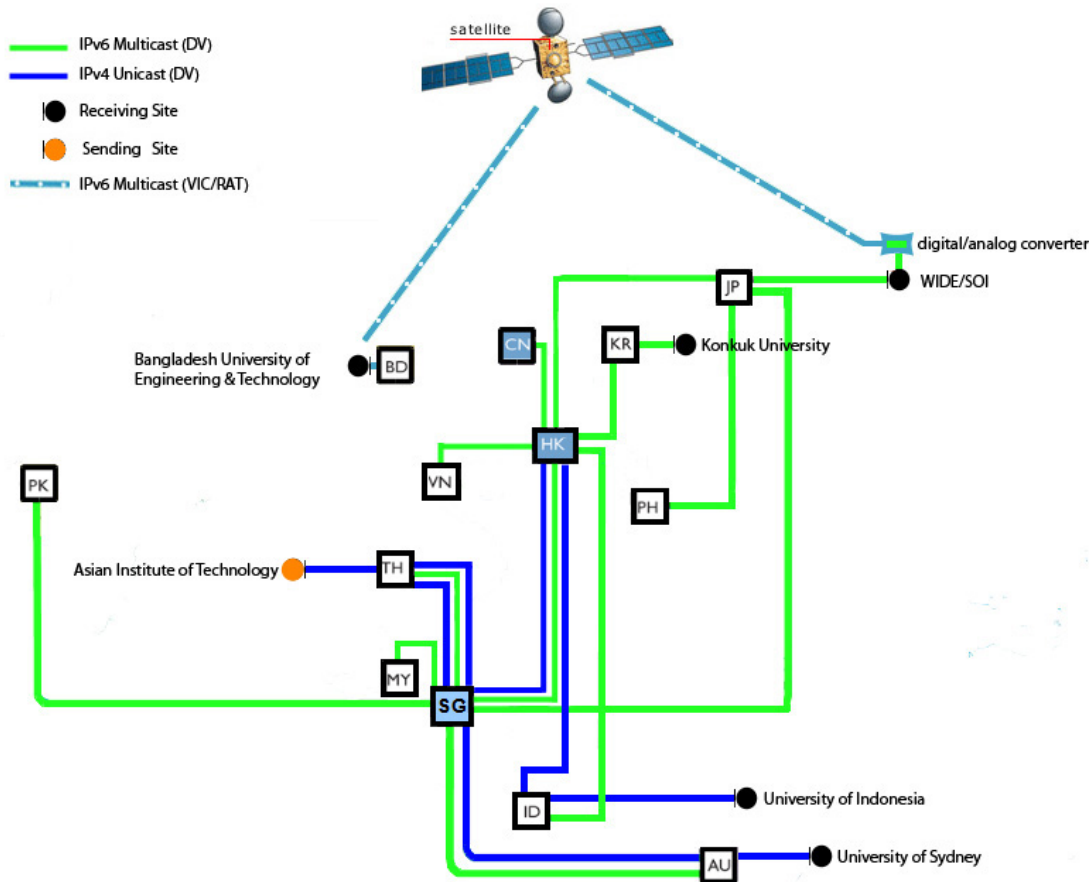 satellite
IPv6 Multicast (DV)
IPv4 Unicast (DV)
Receiving Site
Sending Site
IPv6 Multicast (VIC/RAT)
digital/analog converter
WIDE/SOI
JP
CN
KR
Konkuk University
Bangladesh University of
Engineering & Technology
BD
HK
VN
PK
PH
Asian Institute of Technology
TH
MY
SG
ID
University of Indonesia
AU
University of Sydney